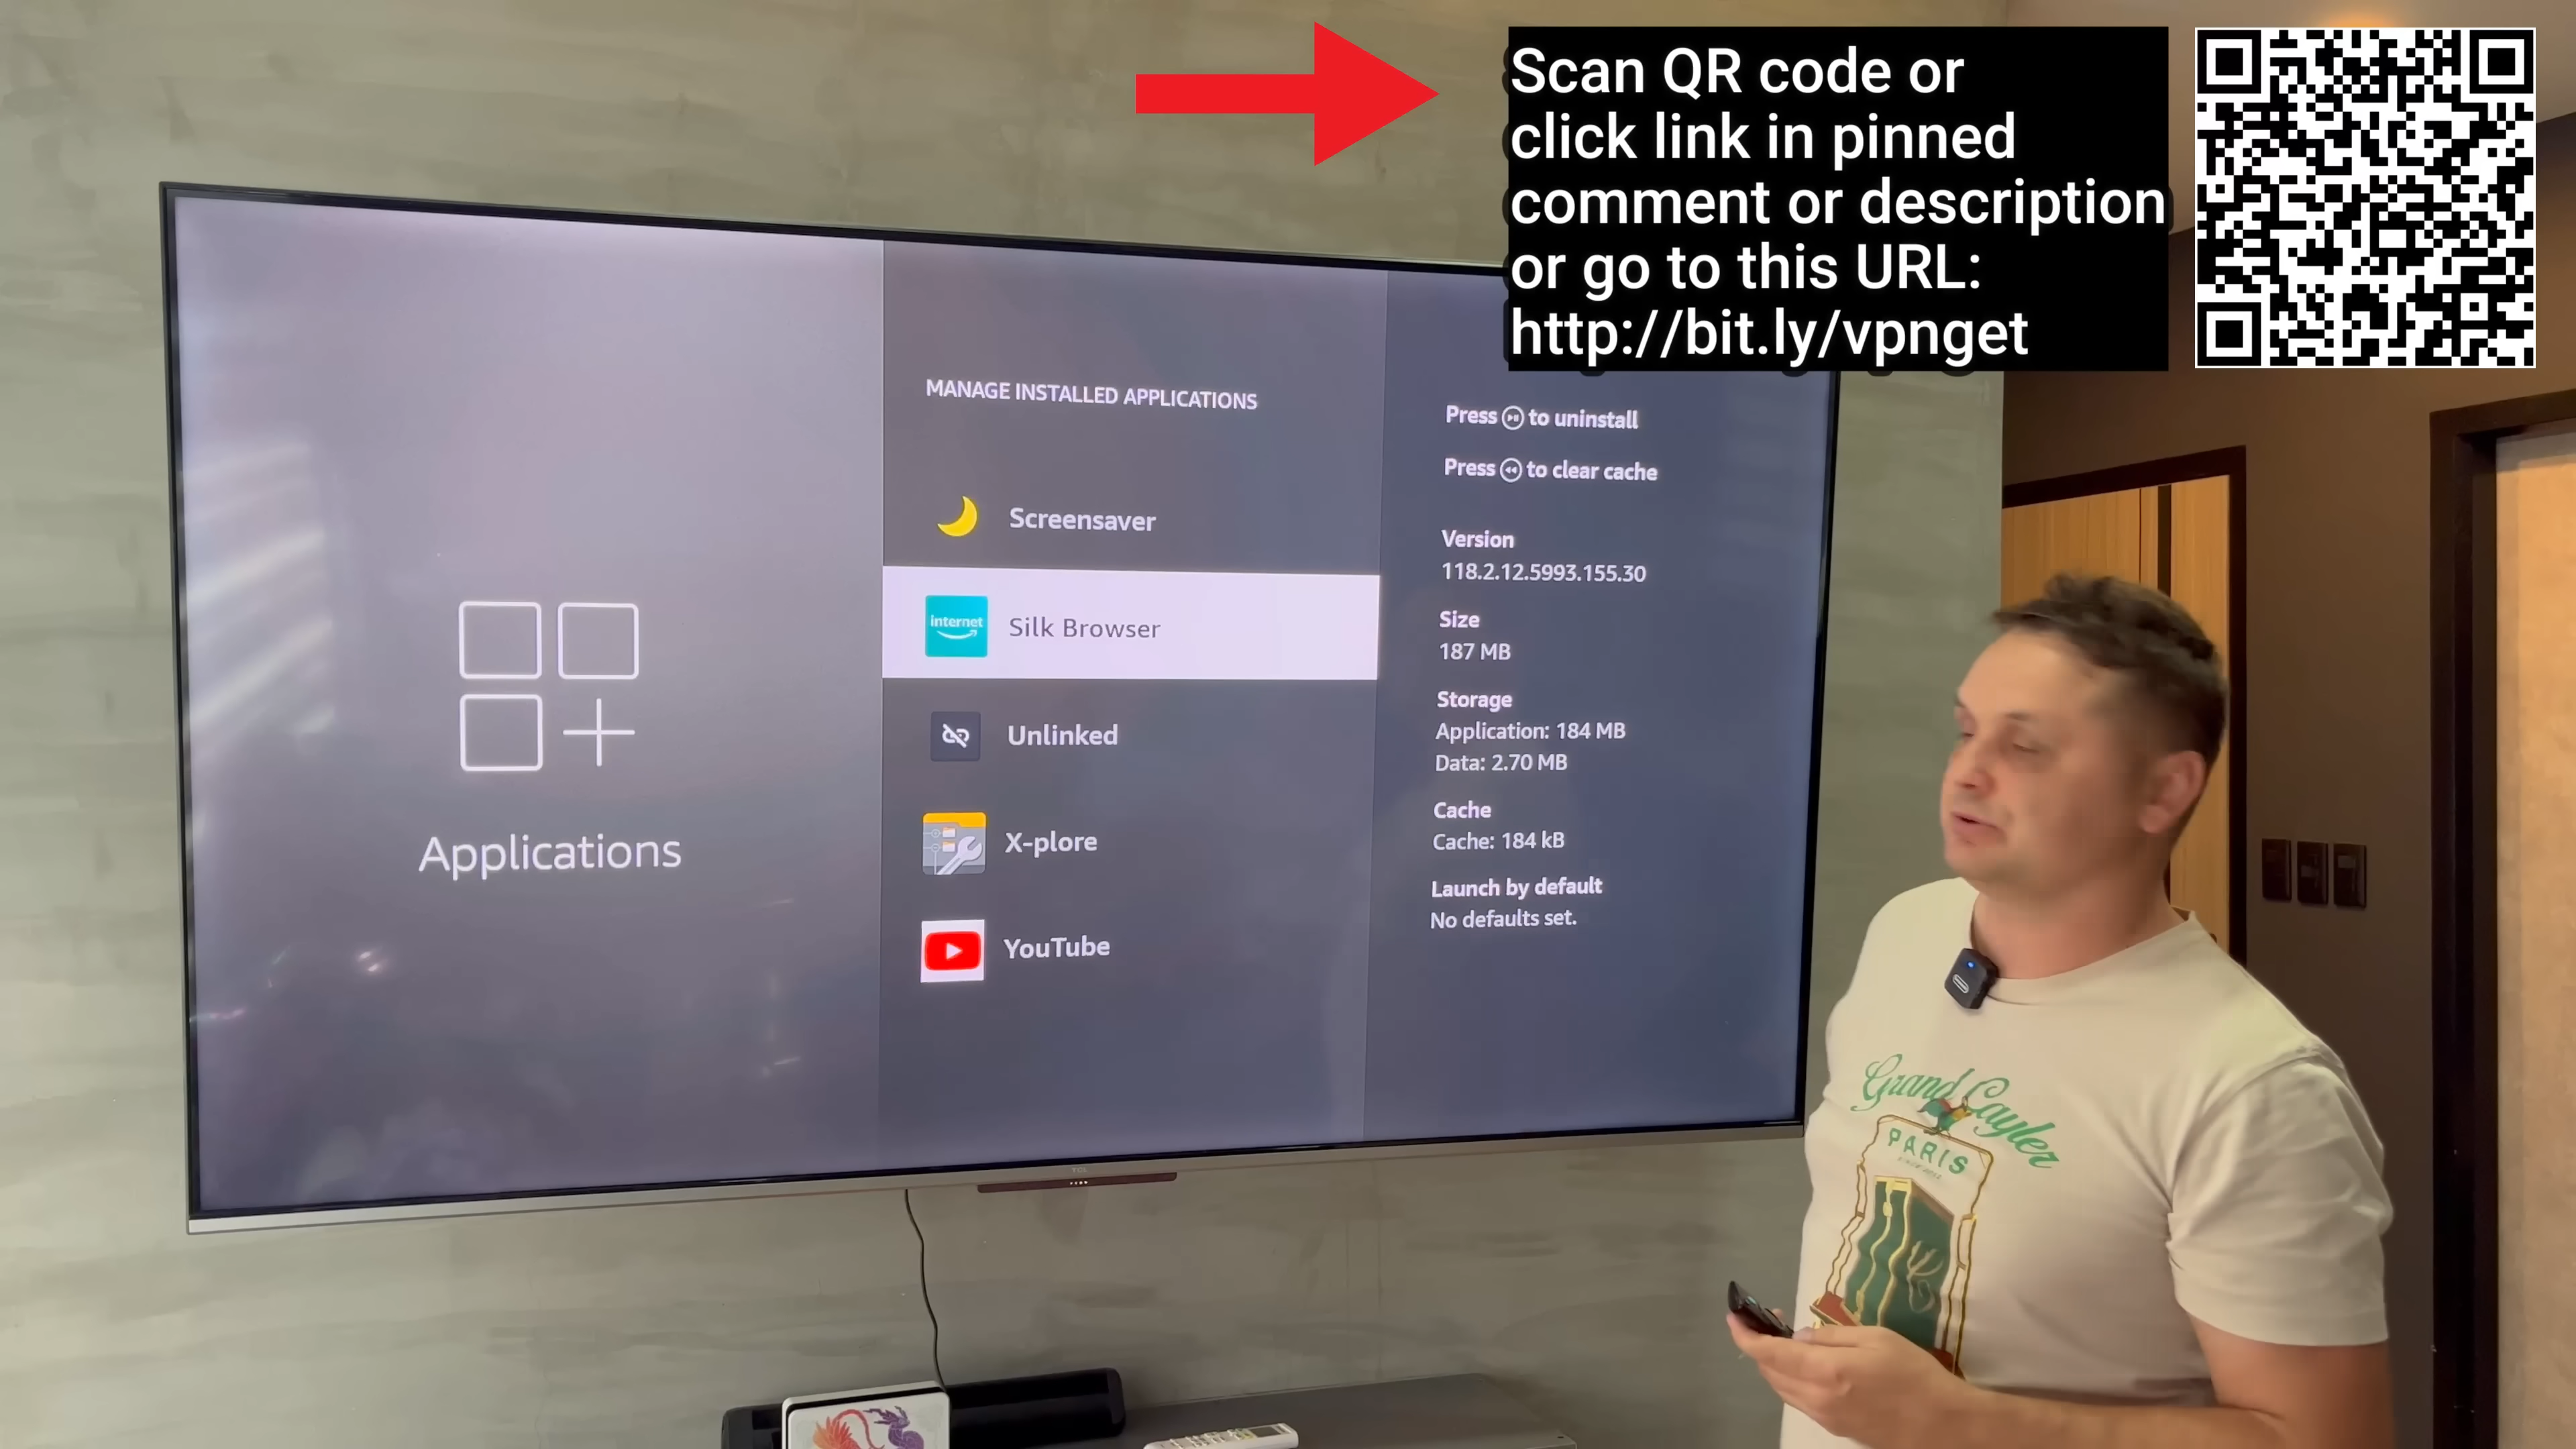 Scan QR code or
click link in pinned
comment or description
or go to this URL:
http://bit.ly/vpnget
MANAGE INSTALLED APPLICATIONS
Screensaver
internet
Silk Browser
Unlinked
X-plore
YouTube
Applications
Press to uninstall
Press to clear cache
Version
118.2.12.5993.155.30
Size
187 MB
Storage
Application: 184 MB
Data: 2.70 MB
Cache
Cache: 184 kB
Launch by default
No defaults set.
TCL
Grand Cayler
PARIS